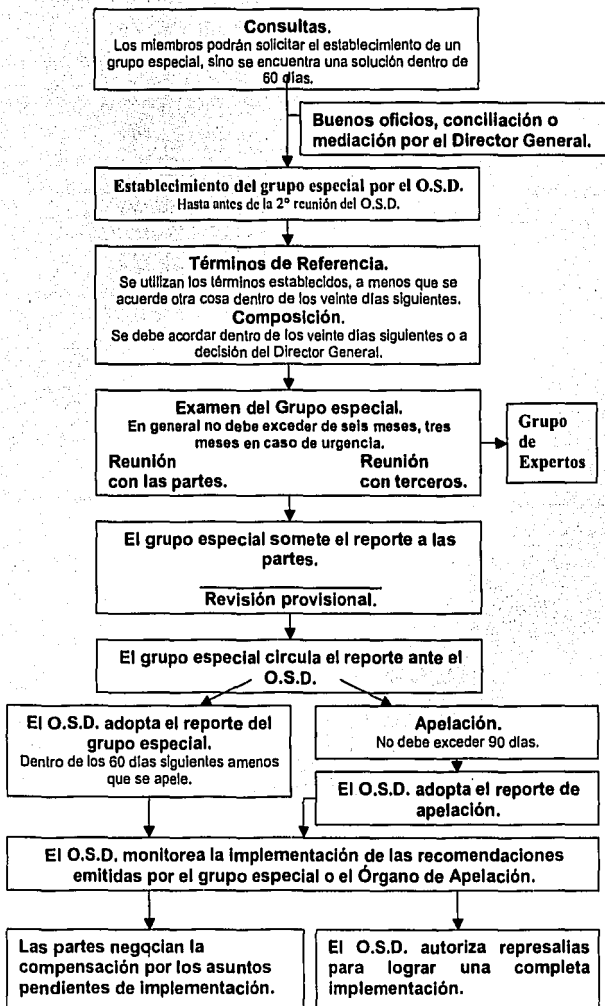 Consultas.
Los miembros podrán solicitar el establecimiento de un
grupo especial, sino se encuentra una solución dentro de
60 días.
Buenos oficios, conciliación o
mediación por el Director General.
Establecimiento del grupo especial por el O.S.D.
Hasta antes de la 2° reunión del O.S.D.
Términos de Referencia.
Se utilizan los términos establecidos, a menos que se
acuerde otra cosa dentro de los veinte días siguientes.
Composición.
Se debe acordar dentro de los veinte días siguientes o a
decisión del Director General.
Examen del Grupo especial.
En general no debe exceder de seis meses, tres
meses en caso de urgencia.
Reunión
con las partes.
Reunión
con terceros.
Grupo
de
Expertos
El grupo especial somete el reporte a las
partes.
Revisión provisional.
El grupo especial circula el reporte ante el
O.S.D.
El O.S.D. adopta el reporte del
grupo especial.
Dentro de los 60 días siguientes amenos
que se apele.
Apelación.
No debe exceder 90 días.
El O.S.D. adopta el reporte de
apelación.
El O.S.D. monitorea la implementación de las recomendaciones
emitidas por el grupo especial o el Órgano de Apelación.
Las partes negocian la
compensación por los asuntos
pendientes de implementación.
El O.S.D. autoriza represalias
para lograr una completa
implementación.